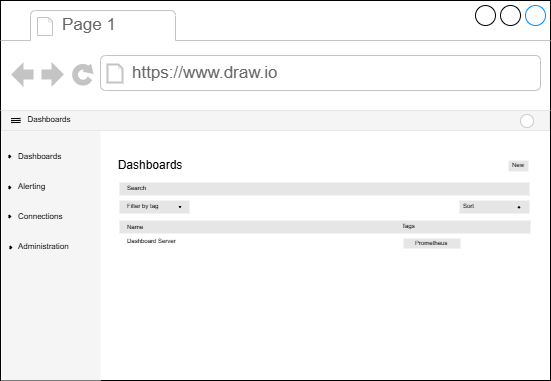 Page 1
https://www.draw.io
Dashboards
Dashboards
Alerting
Connections
Administration
Dashboards
New
Search
Filter by tag
Sort
Name
Tags
Dashboard Server
Prometheus